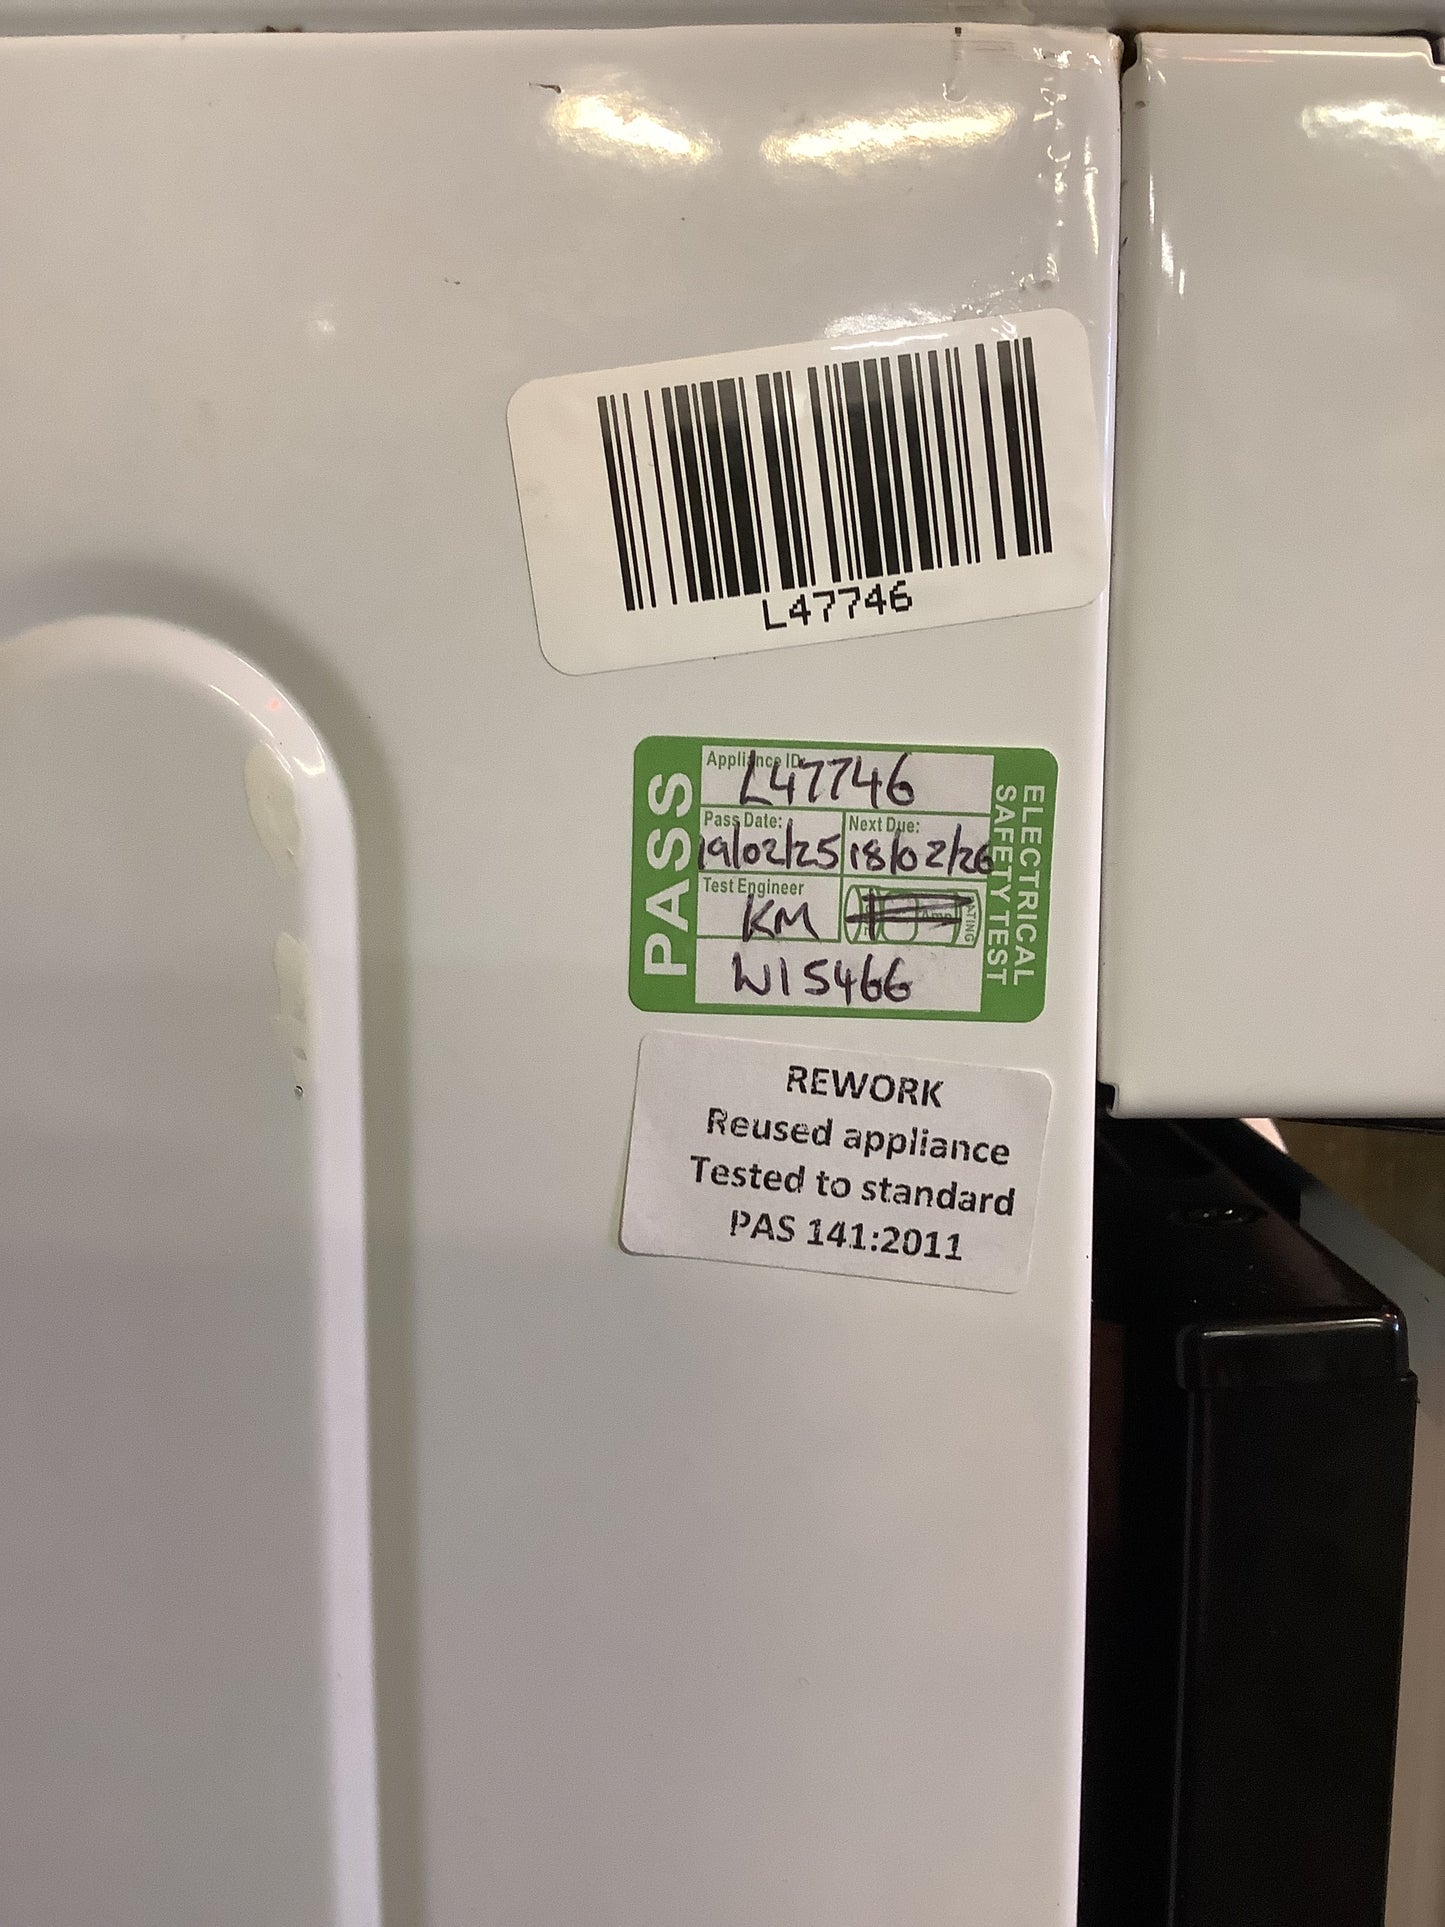 L47746
PASS
Appliance ID:
L47746
Pass Date:
19/02/25
Next Due:
18/02/26
Test Engineer
KM
W15466
ELECTRICAL
SAFETY TEST
REWORK
Reused appliance
Tested to standard
PAS 141:2011